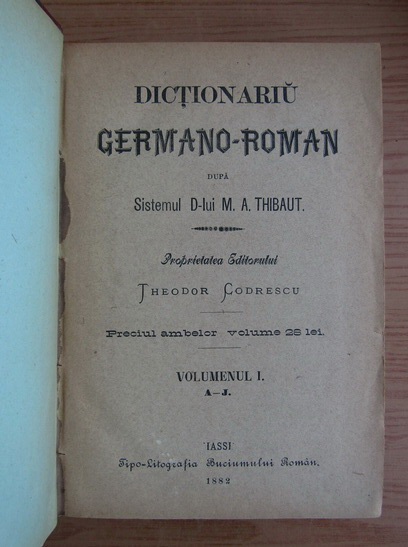 DICȚIONARIŬ
GERMANO-ROMAN
DUPĂ
Sistemul D-lui M. A. THIBAUT.
Proprietatea Editorului
THEODOR CODRESCU
Preciul ambelor volume 28 lei.
VOLUMENUL I.
A—J.
IASSI
Tipo-Litografia Buciumului Român,
1882